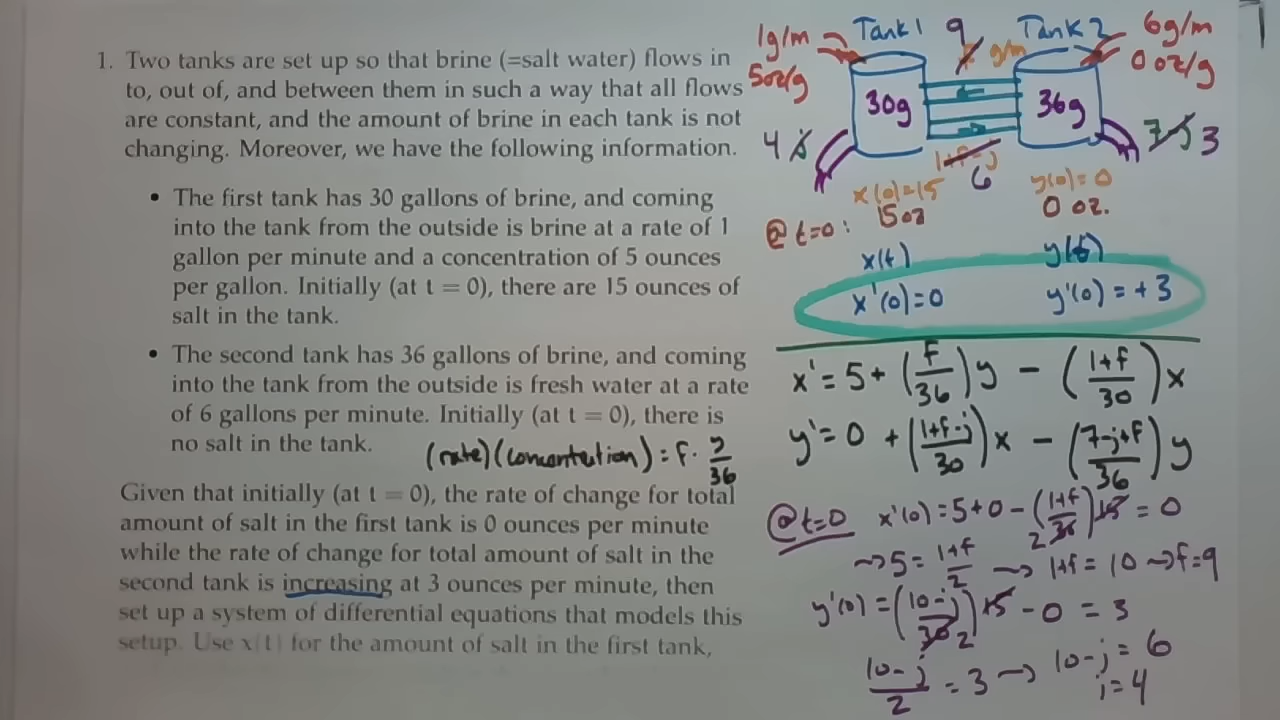 1. Two tanks are set up so that brine (=salt water) flows in
to, out of, and between them in such a way that all flows
are constant, and the amount of brine in each tank is not
changing. Moreover, we have the following information.
• The first tank has 30 gallons of brine, and coming
into the tank from the outside is brine at a rate of 1
gallon per minute and a concentration of 5 ounces
per gallon. Initially (at t = 0), there are 15 ounces of
salt in the tank.
• The second tank has 36 gallons of brine, and coming
into the tank from the outside is fresh water at a rate
of 6 gallons per minute. Initially (at t = 0), there is
no salt in the tank.
(rate)(concentration) = f · y/36
Given that initially (at t = 0), the rate of change for total
amount of salt in the first tank is 0 ounces per minute
while the rate of change for total amount of salt in the
second tank is increasing at 3 ounces per minute, then
set up a system of differential equations that models this
setup. Use x(t) for the amount of salt in the first tank,
1g/m Tank 1 9 g/m Tank 2 6g/m
5oz/g 0 oz/g
30g 36g
4 j 7-j 3
1+f-j
6
x(0)=15 y(0)=0
@t=0: 15oz 0 oz.
x(t) y(t)
x'(0)=0 y'(0)=+3
x' = 5 + (f/36)y - (1+f/30)x
y' = 0 + (1+f-j/30)x - (7-j+f/36)y
@t=0 x'(0)=5+0-(1+f/30)15 = 0
2
→ 5 = 1+f/2 → 1+f = 10 → f=9
y'(0) = (10-j/30)15 - 0 = 3
2
10-j/2 = 3 → 10-j = 6
j=4